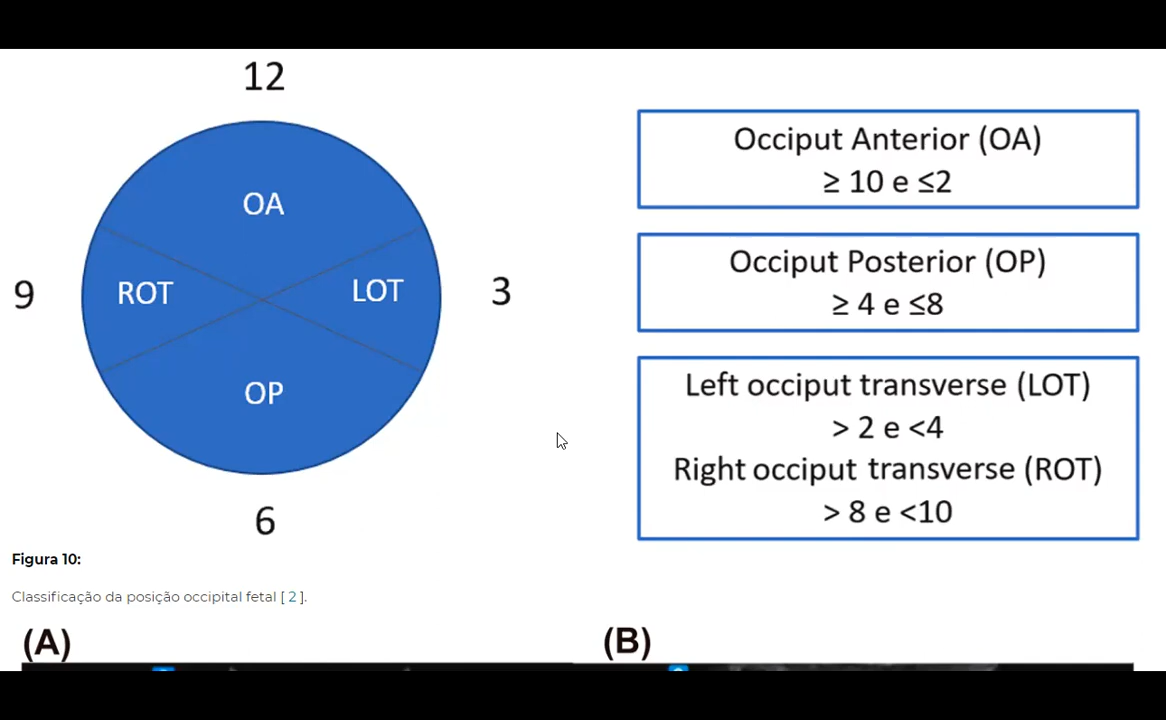 12
OA
ROT
LOT
9
3
OP
6
Occiput Anterior (OA)
≥ 10 e ≤2
Occiput Posterior (OP)
≥ 4 e ≤8
Left occiput transverse (LOT)
> 2 e <4
Right occiput transverse (ROT)
> 8 e <10
Figura 10:
Classificação da posição occipital fetal [ 2 ].
(A)
(B)